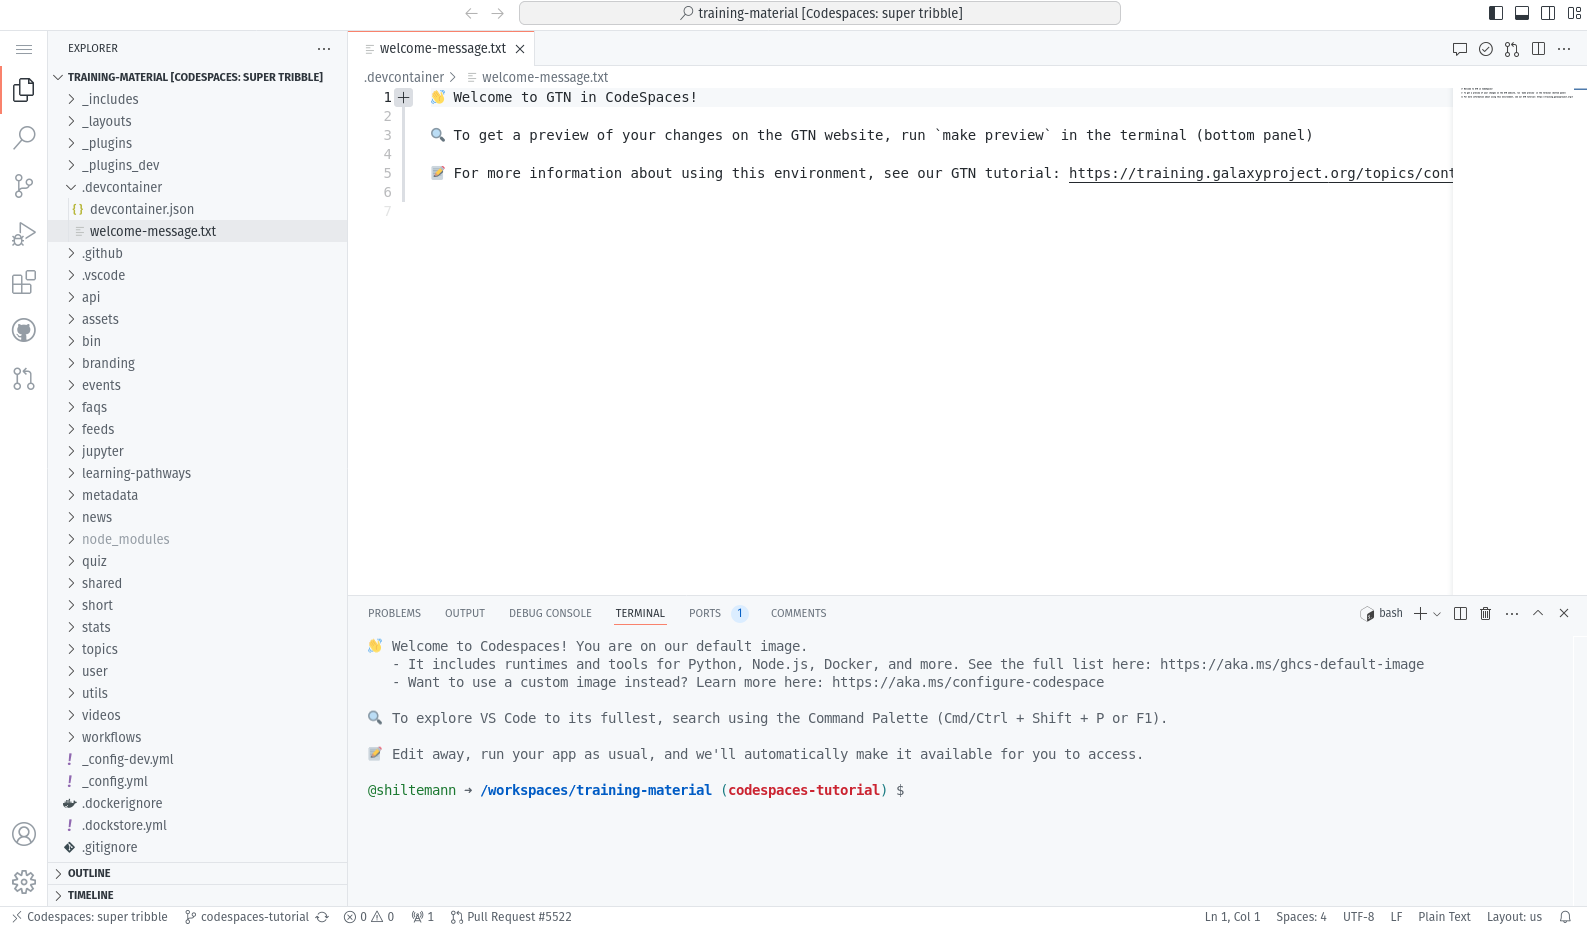 training-material [Codespaces: super tribble]
EXPLORER
TRAINING-MATERIAL [CODESPACES: SUPER TRIBBLE]
_includes
_layouts
_plugins
_plugins_dev
.devcontainer
devcontainer.json
welcome-message.txt
.github
.vscode
api
assets
bin
branding
events
faqs
feeds
jupyter
learning-pathways
metadata
news
node_modules
quiz
shared
short
stats
topics
user
utils
videos
workflows
_config-dev.yml
_config.yml
.dockerignore
.dockstore.yml
.gitignore
OUTLINE
TIMELINE
welcome-message.txt
.devcontainer > welcome-message.txt
1 👋 Welcome to GTN in CodeSpaces!
2
3 🔍 To get a preview of your changes on the GTN website, run `make preview` in the terminal (bottom panel)
4
5 📝 For more information about using this environment, see our GTN tutorial: https://training.galaxyproject.org/topics/cont
6
7
PROBLEMS OUTPUT DEBUG CONSOLE TERMINAL PORTS 1 COMMENTS
bash
👋 Welcome to Codespaces! You are on our default image.
- It includes runtimes and tools for Python, Node.js, Docker, and more. See the full list here: https://aka.ms/ghcs-default-image
- Want to use a custom image instead? Learn more here: https://aka.ms/configure-codespace
🔍 To explore VS Code to its fullest, search using the Command Palette (Cmd/Ctrl + Shift + P or F1).
📝 Edit away, run your app as usual, and we'll automatically make it available for you to access.
@shiltemann ➜ /workspaces/training-material (codespaces-tutorial) $
Codespaces: super tribble codespaces-tutorial 0 0 1 Pull Request #5522 Ln 1, Col 1 Spaces: 4 UTF-8 LF Plain Text Layout: us